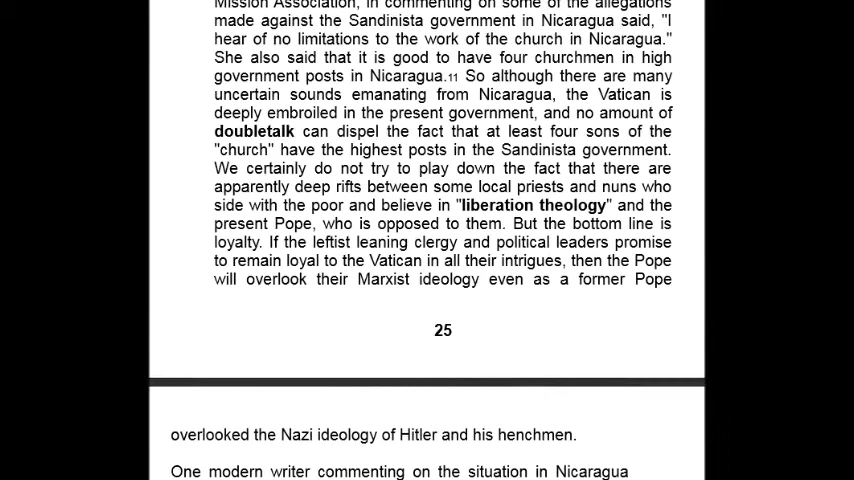 Mission Association, in commenting on some of the allegations
made against the Sandinista government in Nicaragua said, "I
hear of no limitations to the work of the church in Nicaragua."
She also said that it is good to have four churchmen in high
government posts in Nicaragua.11 So although there are many
uncertain sounds emanating from Nicaragua, the Vatican is
deeply embroiled in the present government, and no amount of
doubletalk can dispel the fact that at least four sons of the
"church" have the highest posts in the Sandinista government.
We certainly do not try to play down the fact that there are
apparently deep rifts between some local priests and nuns who
side with the poor and believe in "liberation theology" and the
present Pope, who is opposed to them. But the bottom line is
loyalty. If the leftist leaning clergy and political leaders promise
to remain loyal to the Vatican in all their intrigues, then the Pope
will overlook their Marxist ideology even as a former Pope
25
overlooked the Nazi ideology of Hitler and his henchmen.
One modern writer commenting on the situation in Nicaragua